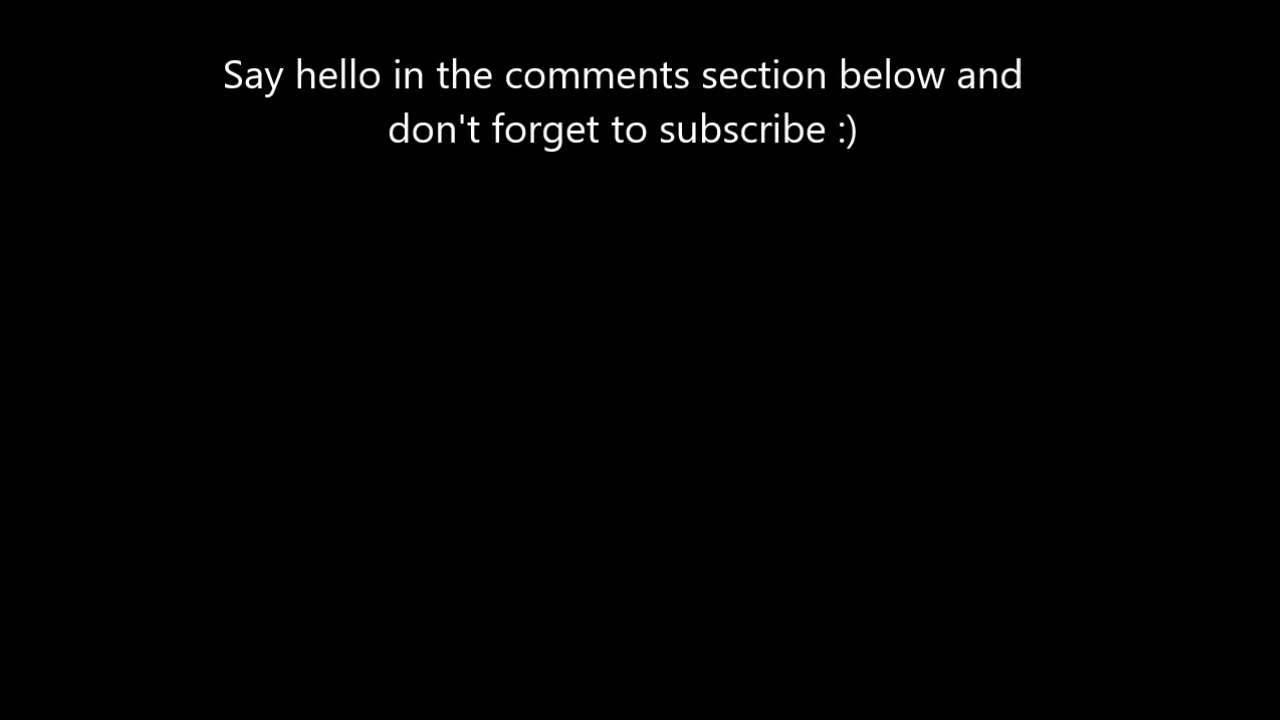 Say hello in the comments section below and
don't forget to subscribe :)